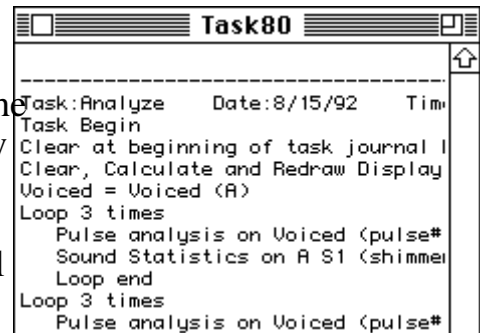 Task80
--------------------------------------------
Task:Analyze Date:8/15/92 Tim
Task Begin
Clear at beginning of task journal
Clear, Calculate and Redraw Display
Voiced = Voiced (A)
Loop 3 times
Pulse analysis on Voiced (pulse#
Sound Statistics on A S1 (shimme
Loop end
Loop 3 times
Pulse analysis on Voiced (pulse#